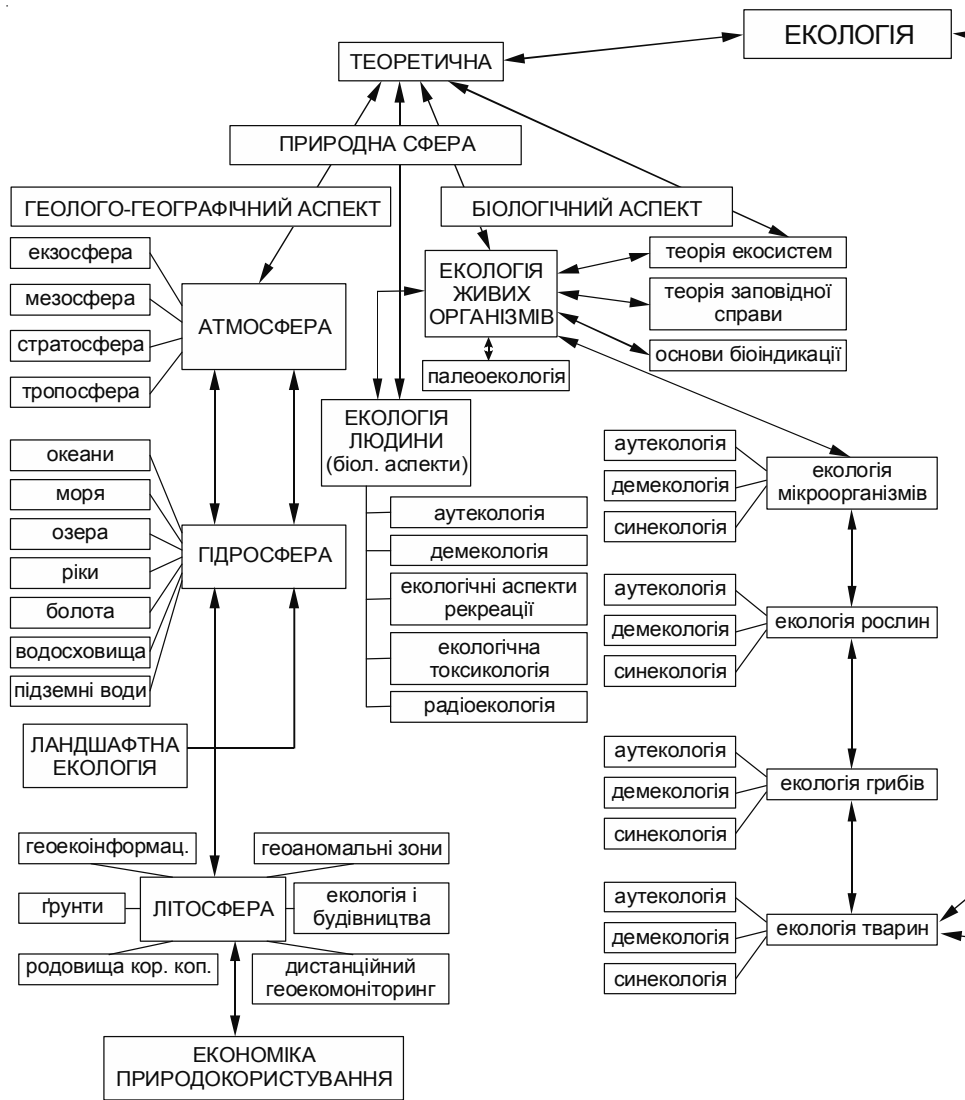 ЕКОЛОГІЯ
ТЕОРЕТИЧНА
ПРИРОДНА СФЕРА
ГЕОЛОГО-ГЕОГРАФІЧНИЙ АСПЕКТ
БІОЛОГІЧНИЙ АСПЕКТ
екзосфера
мезосфера
стратосфера
тропосфера
АТМОСФЕРА
ЕКОЛОГІЯ
ЖИВИХ
ОРГАНІЗМІВ
теорія екосистем
теорія заповідної
справи
основи біоіндикації
палеоекологія
ЕКОЛОГІЯ
ЛЮДИНИ
(біол. аспекти)
аутекологія
демекологія
екологічні аспекти
рекреації
екологічна
токсикологія
радіоекологія
океани
моря
озера
ріки
болота
водосховища
підземні води
ГІДРОСФЕРА
ЛАНДШАФТНА
ЕКОЛОГІЯ
аутекологія
демекологія
синекологія
екологія
мікроорганізмів
аутекологія
демекологія
синекологія
екологія рослин
аутекологія
демекологія
синекологія
екологія грибів
аутекологія
демекологія
синекологія
екологія тварин
геоекоінформац.
геоаномальні зони
ґрунти
ЛІТОСФЕРА
екологія і
будівництва
родовища кор. коп.
дистанційний
геоекомоніторинг
ЕКОНОМІКА
ПРИРОДОКОРИСТУВАННЯ